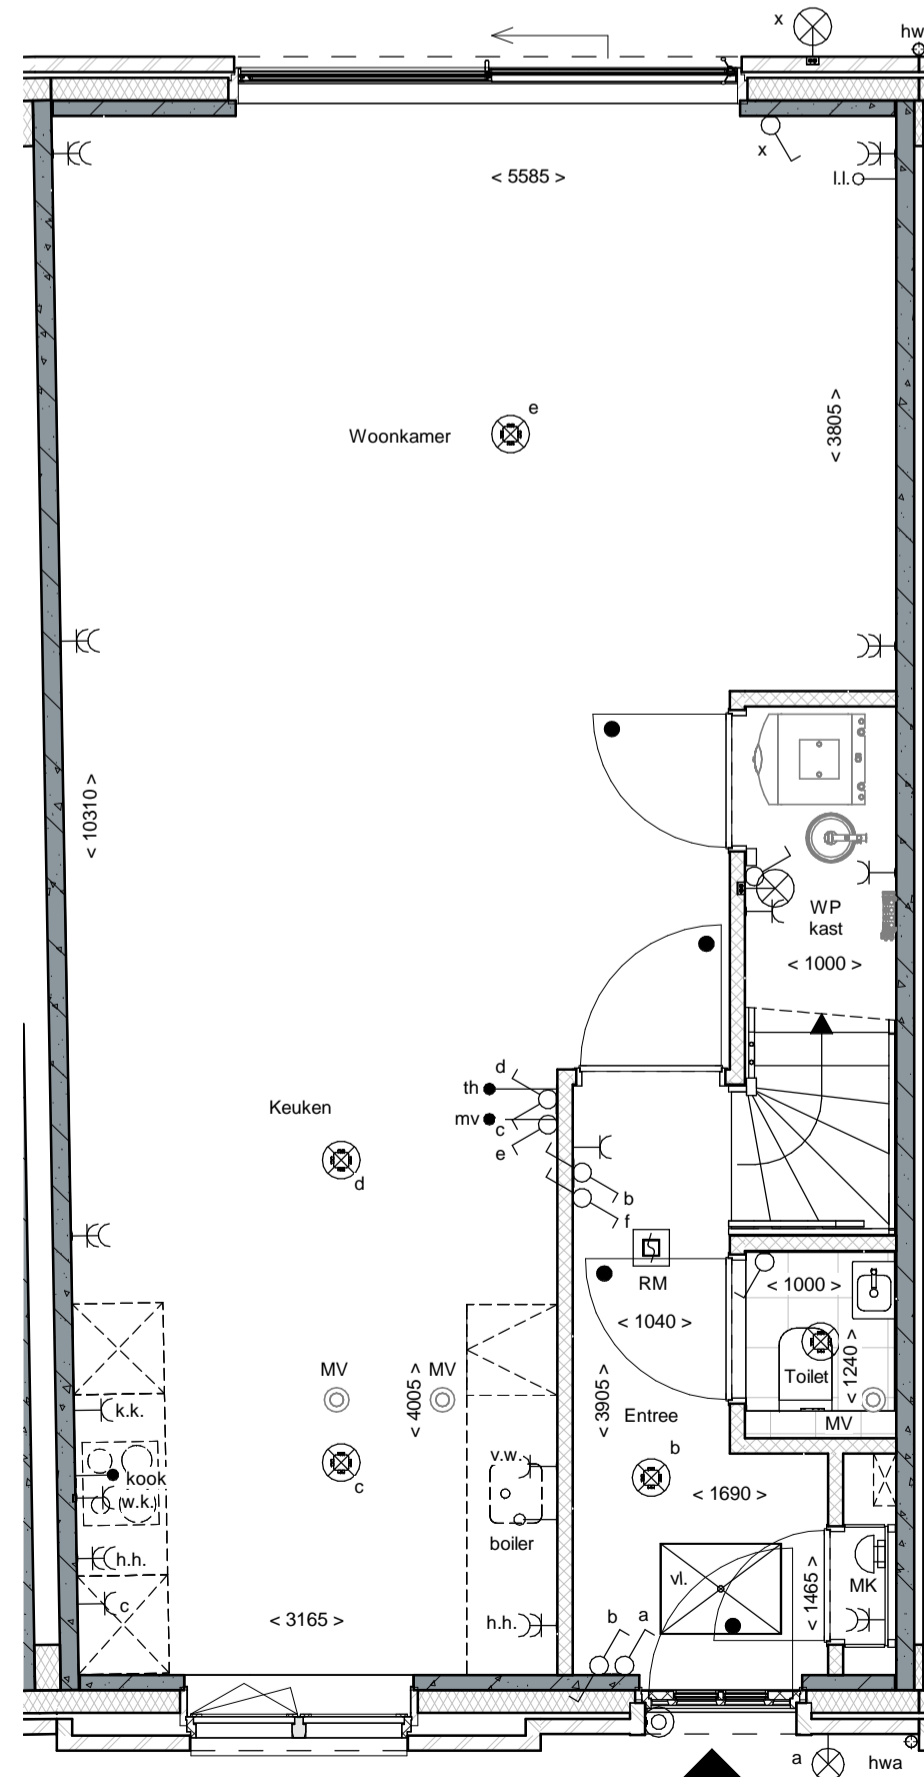 x
hw
x
< 5585 >
l.l.
e
Woonkamer
< 3805 >
< 10310 >
WP
kast
< 1000 >
d
th
Keuken
mv
c
e
d
b
f
RM
< 1000 >
< 1040 >
Toilet
< 1240 >
MV
MV
< 4005 >
< 3905 >
k.k.
Entree
MV
b
v.w.
kook
w.k.
c
< 1690 >
boiler
h.h.
vl.
MK
c
< 1465 >
< 3165 >
h.h.
b
a
a
hwa